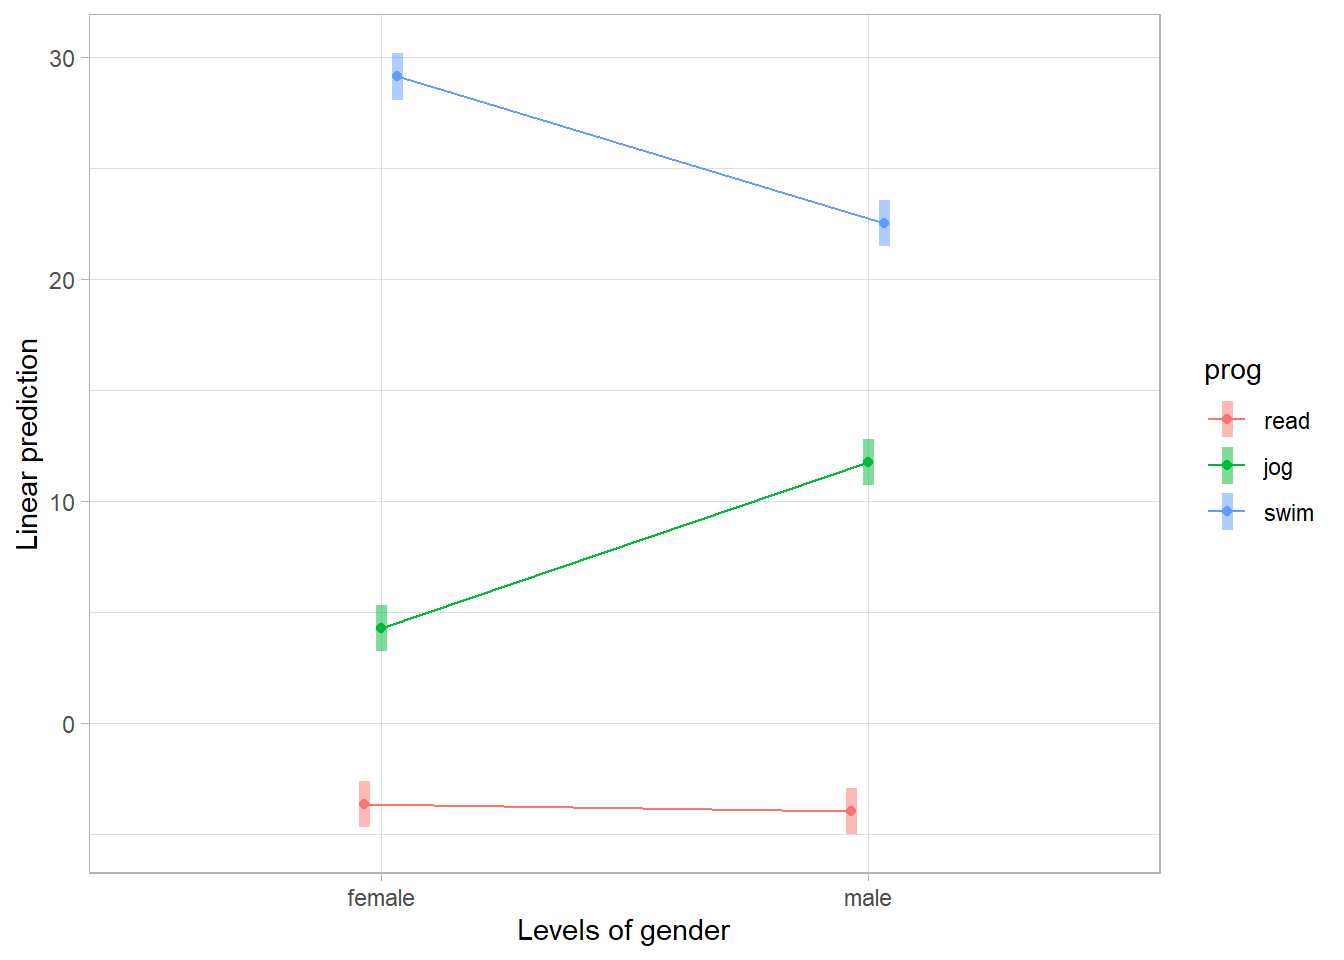 30
20
10
0
Linear prediction
female
male
Levels of gender
prog
read
jog
swim